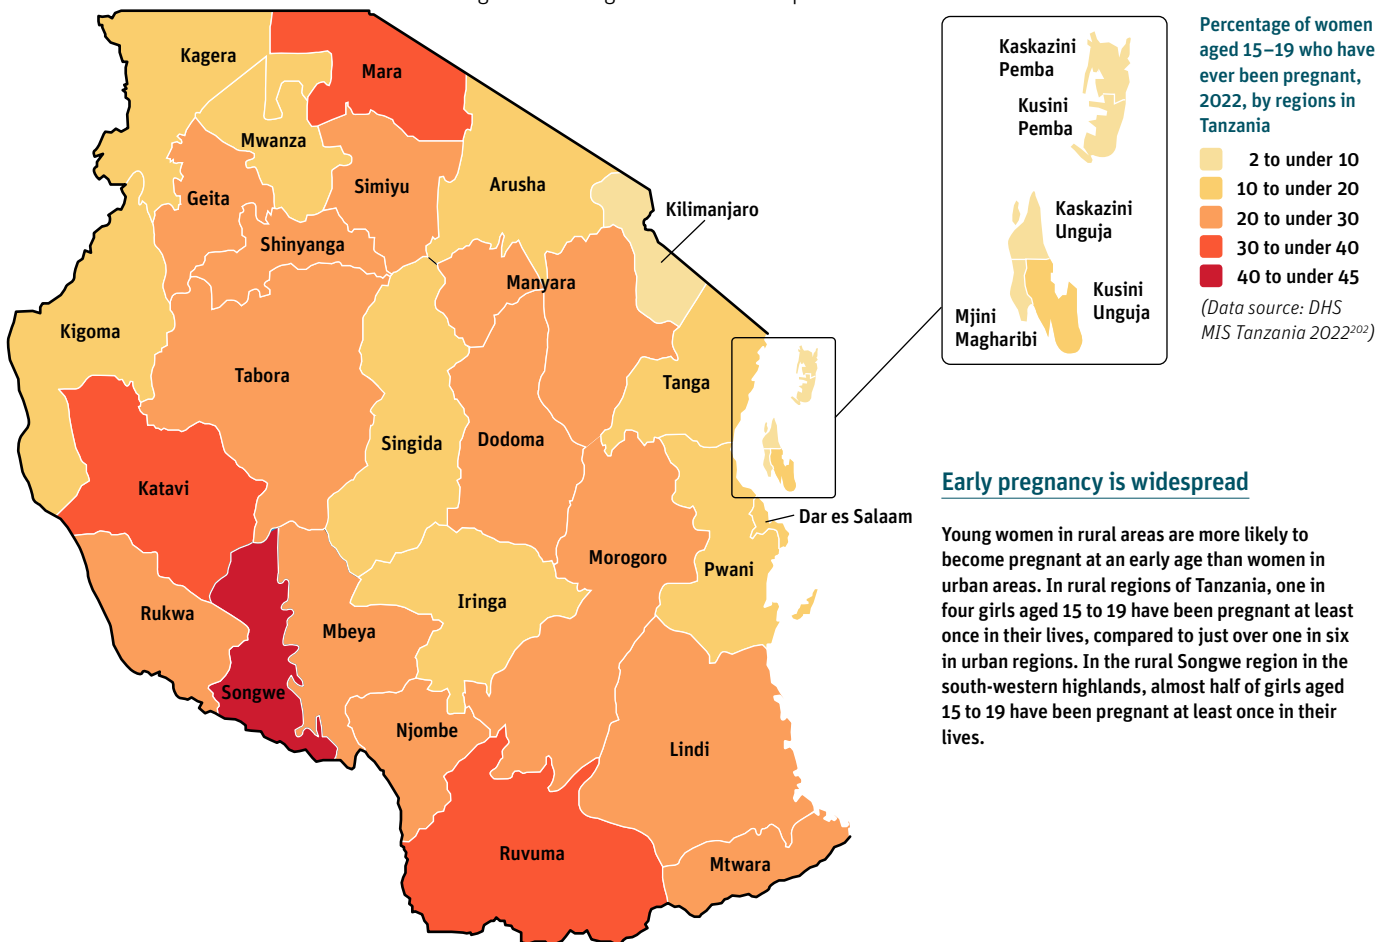 Kagera
Mara
Mwanza
Geita
Simiyu
Arusha
Kilimanjaro
Shinyanga
Manyara
Kigoma
Tabora
Tanga
Singida
Dodoma
Katavi
Dar es Salaam
Morogoro
Pwani
Rukwa
Iringa
Mbeya
Songwe
Njombe
Lindi
Ruvuma
Mtwara
Kaskazini
Pemba
Kusini
Pemba
Kaskazini
Unguja
Kusini
Unguja
Mjini
Magharibi
Percentage of women
aged 15–19 who have
ever been pregnant,
2022, by regions in
Tanzania
2 to under 10
10 to under 20
20 to under 30
30 to under 40
40 to under 45
(Data source: DHS
MIS Tanzania 2022²⁰²)
Early pregnancy is widespread
Young women in rural areas are more likely to
become pregnant at an early age than women in
urban areas. In rural regions of Tanzania, one in
four girls aged 15 to 19 have been pregnant at least
once in their lives, compared to just over one in six
in urban regions. In the rural Songwe region in the
south-western highlands, almost half of girls aged
15 to 19 have been pregnant at least once in their
lives.